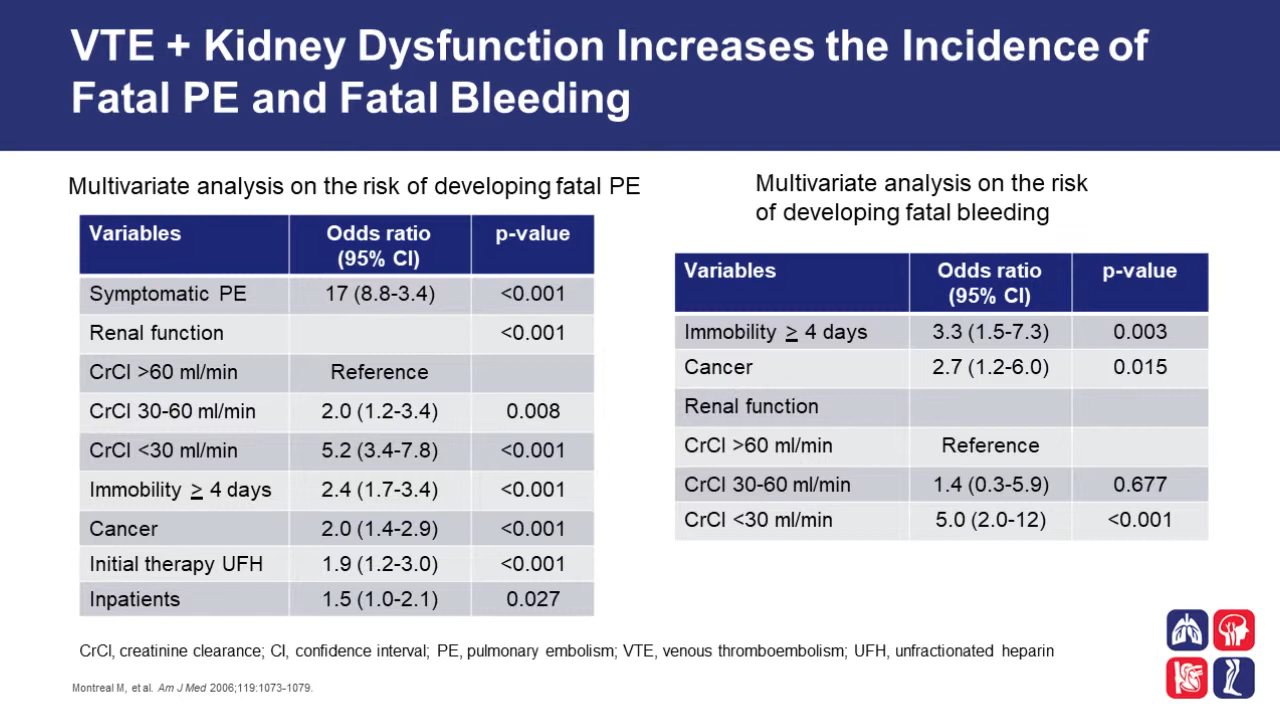 VTE + Kidney Dysfunction Increases the Incidence of
Fatal PE and Fatal Bleeding
Multivariate analysis on the risk of developing fatal PE
Variables Odds ratio (95% CI) p-value
Symptomatic PE 17 (8.8-3.4) <0.001
Renal function <0.001
CrCl >60 ml/min Reference
CrCl 30-60 ml/min 2.0 (1.2-3.4) 0.008
CrCl <30 ml/min 5.2 (3.4-7.8) <0.001
Immobility ≥ 4 days 2.4 (1.7-3.4) <0.001
Cancer 2.0 (1.4-2.9) <0.001
Initial therapy UFH 1.9 (1.2-3.0) <0.001
Inpatients 1.5 (1.0-2.1) 0.027
Multivariate analysis on the risk
of developing fatal bleeding
Variables Odds ratio (95% CI) p-value
Immobility ≥ 4 days 3.3 (1.5-7.3) 0.003
Cancer 2.7 (1.2-6.0) 0.015
Renal function
CrCl >60 ml/min Reference
CrCl 30-60 ml/min 1.4 (0.3-5.9) 0.677
CrCl <30 ml/min 5.0 (2.0-12) <0.001
CrCl, creatinine clearance; CI, confidence interval; PE, pulmonary embolism; VTE, venous thromboembolism; UFH, unfractionated heparin
Montreal M, et al. Am J Med 2006;119:1073-1079.